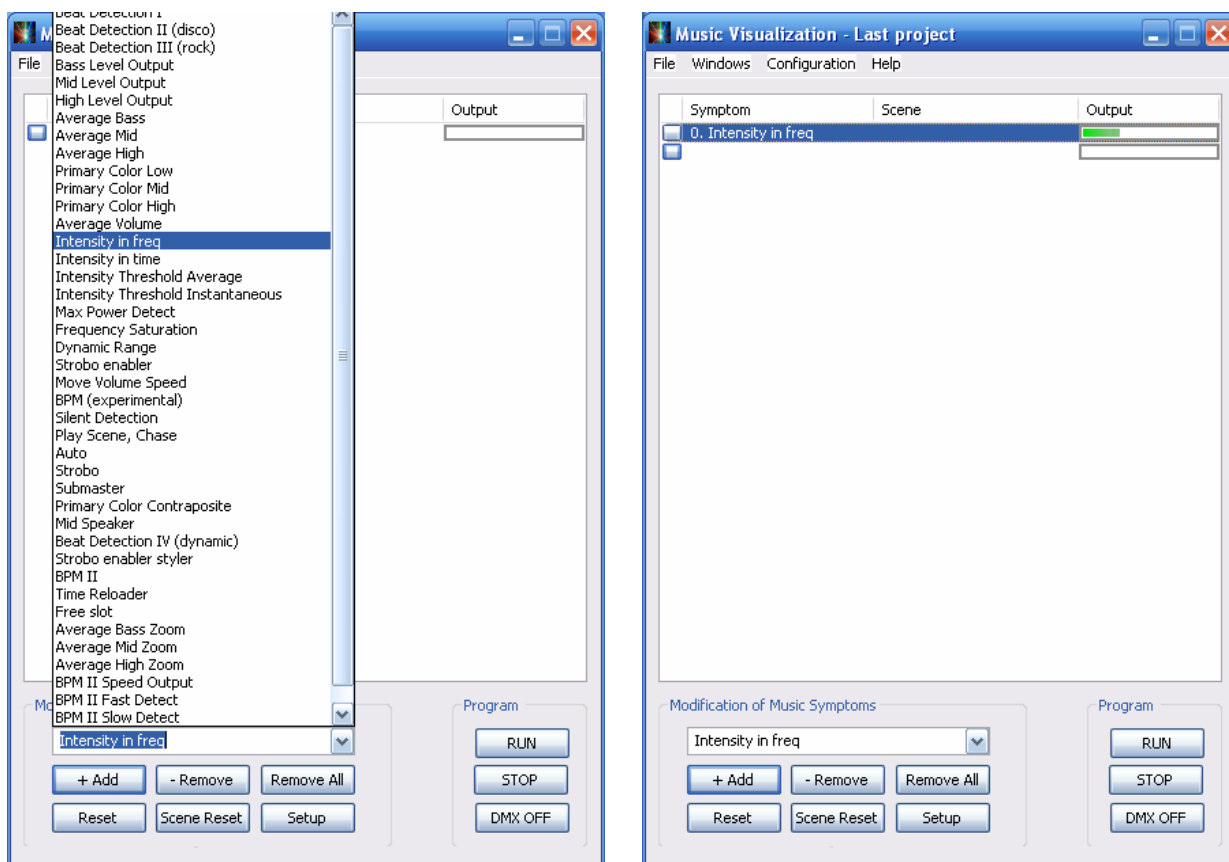 Beat Detection I
Beat Detection II (disco)
Beat Detection III (rock)
Bass Level Output
Mid Level Output
High Level Output
Average Bass
Average Mid
Average High
Primary Color Low
Primary Color Mid
Primary Color High
Average Volume
Intensity in freq
Intensity in time
Intensity Threshold Average
Intensity Threshold Instantaneous
Max Power Detect
Frequency Saturation
Dynamic Range
Strobo enabler
Move Volume Speed
BPM (experimental)
Silent Detection
Play Scene, Chase
Auto
Strobo
Submaster
Primary Color Contraposite
Mid Speaker
Beat Detection IV (dynamic)
Strobo enabler styler
BPM II
Time Reloader
Free slot
Average Bass Zoom
Average Mid Zoom
Average High Zoom
BPM II Speed Output
BPM II Fast Detect
BPM II Slow Detect
M
File
Output
Mo
Intensity in freq
+ Add - Remove Remove All
Reset Scene Reset Setup
Program
RUN
STOP
DMX OFF
Music Visualization - Last project
File Windows Configuration Help
Symptom Scene Output
0. Intensity in freq
Modification of Music Symptoms
Intensity in freq
+ Add - Remove Remove All
Reset Scene Reset Setup
Program
RUN
STOP
DMX OFF